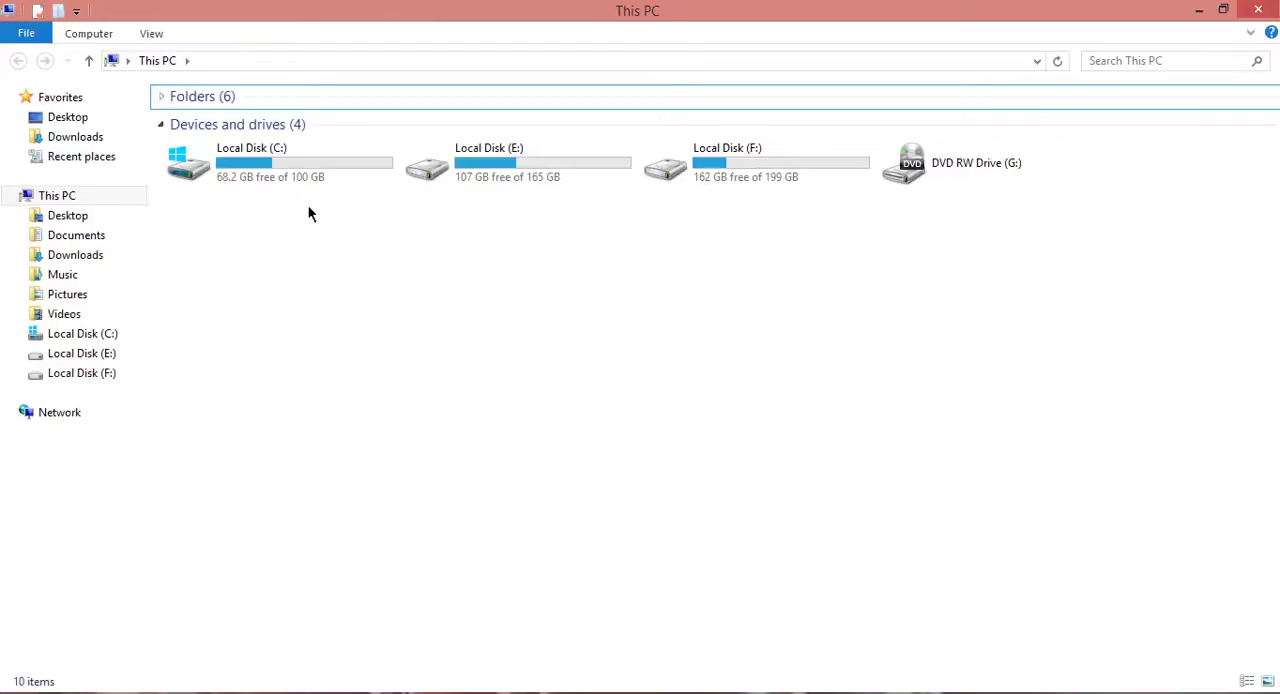 This PC
File
Computer
View
This PC
Search This PC
Favorites
Desktop
Downloads
Recent places
This PC
Desktop
Documents
Downloads
Music
Pictures
Videos
Local Disk (C:)
Local Disk (E:)
Local Disk (F:)
Network
Folders (6)
Devices and drives (4)
Local Disk (C:)
68.2 GB free of 100 GB
Local Disk (E:)
107 GB free of 165 GB
Local Disk (F:)
162 GB free of 199 GB
DVD
DVD RW Drive (G:)
10 items